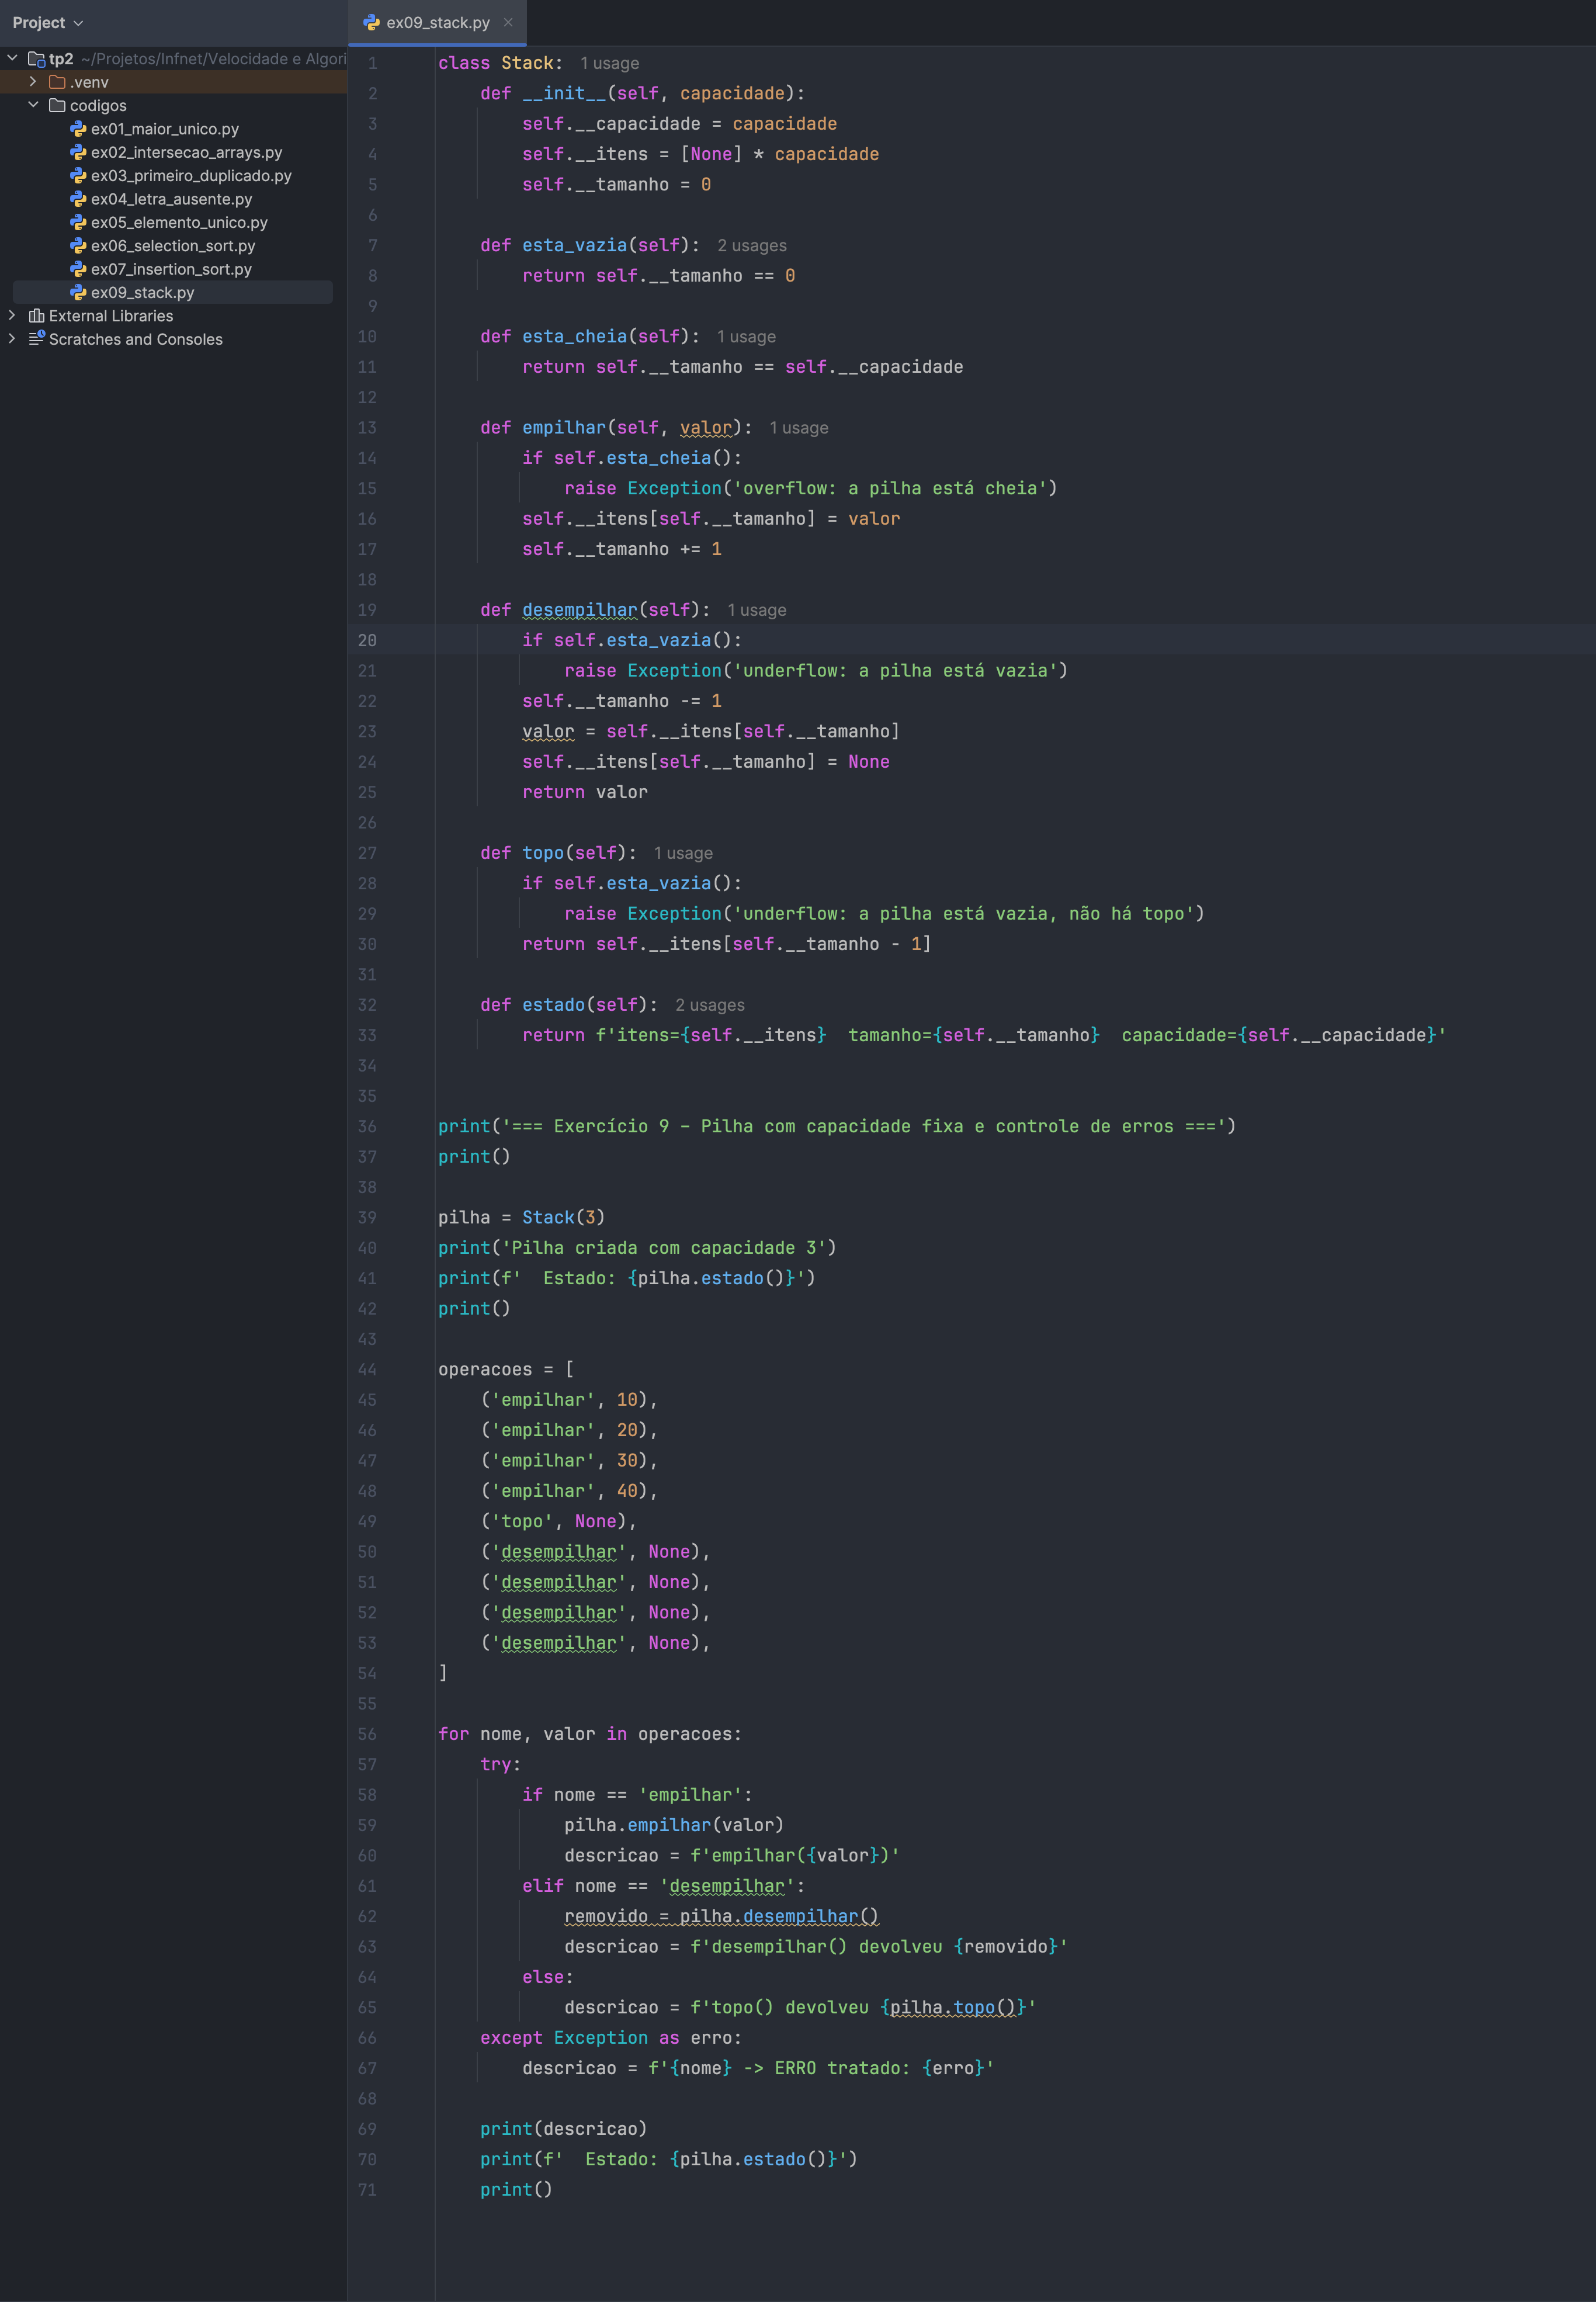 Project
tp2 ~/Projetos/Infnet/Velocidade e Algori
.venv
codigos
ex01_maior_unico.py
ex02_intersecao_arrays.py
ex03_primeiro_duplicado.py
ex04_letra_ausente.py
ex05_elemento_unico.py
ex06_selection_sort.py
ex07_insertion_sort.py
ex09_stack.py
External Libraries
Scratches and Consoles
ex09_stack.py
1 class Stack: 1 usage
2     def __init__(self, capacidade):
3         self.__capacidade = capacidade
4         self.__itens = [None] * capacidade
5         self.__tamanho = 0
6
7     def esta_vazia(self): 2 usages
8         return self.__tamanho == 0
9
10     def esta_cheia(self): 1 usage
11         return self.__tamanho == self.__capacidade
12
13     def empilhar(self, valor): 1 usage
14         if self.esta_cheia():
15             raise Exception('overflow: a pilha está cheia')
16         self.__itens[self.__tamanho] = valor
17         self.__tamanho += 1
18
19     def desempilhar(self): 1 usage
20         if self.esta_vazia():
21             raise Exception('underflow: a pilha está vazia')
22         self.__tamanho -= 1
23         valor = self.__itens[self.__tamanho]
24         self.__itens[self.__tamanho] = None
25         return valor
26
27     def topo(self): 1 usage
28         if self.esta_vazia():
29             raise Exception('underflow: a pilha está vazia, não há topo')
30         return self.__itens[self.__tamanho - 1]
31
32     def estado(self): 2 usages
33         return f'itens={self.__itens}  tamanho={self.__tamanho}  capacidade={self.__capacidade}'
34
35
36 print('=== Exercício 9 - Pilha com capacidade fixa e controle de erros ===')
37 print()
38
39 pilha = Stack(3)
40 print('Pilha criada com capacidade 3')
41 print(f'  Estado: {pilha.estado()}')
42 print()
43
44 operacoes = [
45     ('empilhar', 10),
46     ('empilhar', 20),
47     ('empilhar', 30),
48     ('empilhar', 40),
49     ('topo', None),
50     ('desempilhar', None),
51     ('desempilhar', None),
52     ('desempilhar', None),
53     ('desempilhar', None),
54 ]
55
56 for nome, valor in operacoes:
57     try:
58         if nome == 'empilhar':
59             pilha.empilhar(valor)
60             descricao = f'empilhar({valor})'
61         elif nome == 'desempilhar':
62             removido = pilha.desempilhar()
63             descricao = f'desempilhar() devolveu {removido}'
64         else:
65             descricao = f'topo() devolveu {pilha.topo()}'
66     except Exception as erro:
67         descricao = f'{nome} -> ERRO tratado: {erro}'
68
69     print(descricao)
70     print(f'  Estado: {pilha.estado()}')
71     print()